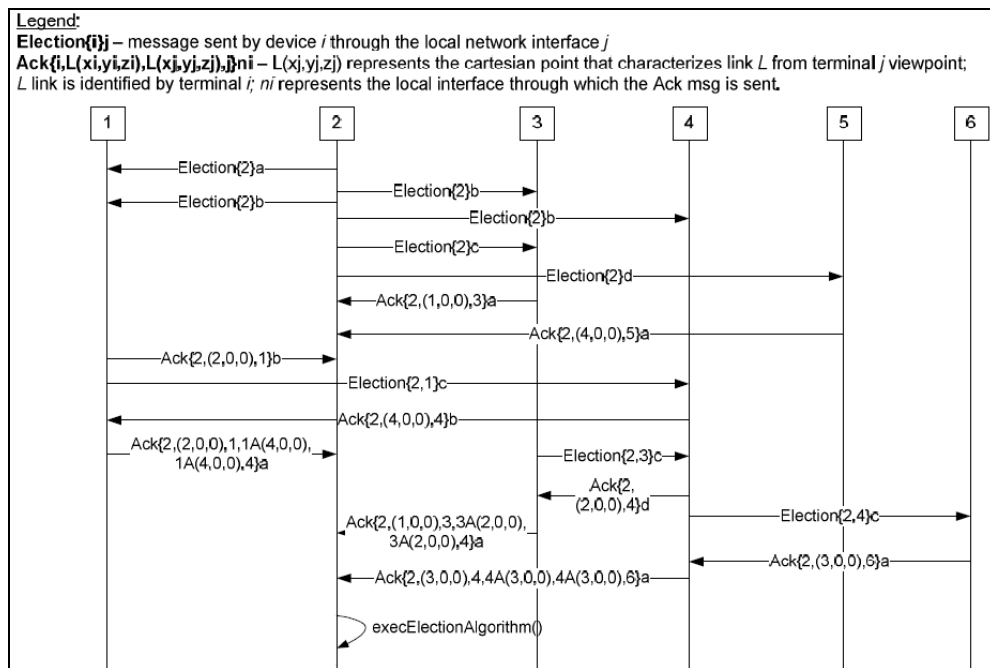 Legend:
Election{i}j – message sent by device i through the local network interface j
Ack{i,L(xi,yi,zi),L(xj,yj,zj),j}ni – L(xj,yj,zj) represents the cartesian point that characterizes link L from terminal j viewpoint;
L link is identified by terminal i; ni represents the local interface through which the Ack msg is sent.
1 2 3 4 5 6
Election{2}a
Election{2}b
Election{2}b
Election{2}b
Election{2}c
Election{2}d
Ack{2,(1,0,0),3}a
Ack{2,(4,0,0),5}a
Ack{2,(2,0,0),1}b
Election{2,1}c
Ack{2,(4,0,0),4}b
Ack{2,(2,0,0),1,1A(4,0,0),
1A(4,0,0),4}a
Election{2,3}c
Ack{2,
(2,0,0),4}d
Election{2,4}c
Ack{2,(1,0,0),3,3A(2,0,0),
3A(2,0,0),4}a
Ack{2,(3,0,0),6}a
Ack{2,(3,0,0),4,4A(3,0,0),4A(3,0,0),6}a
execElectionAlgorithm()